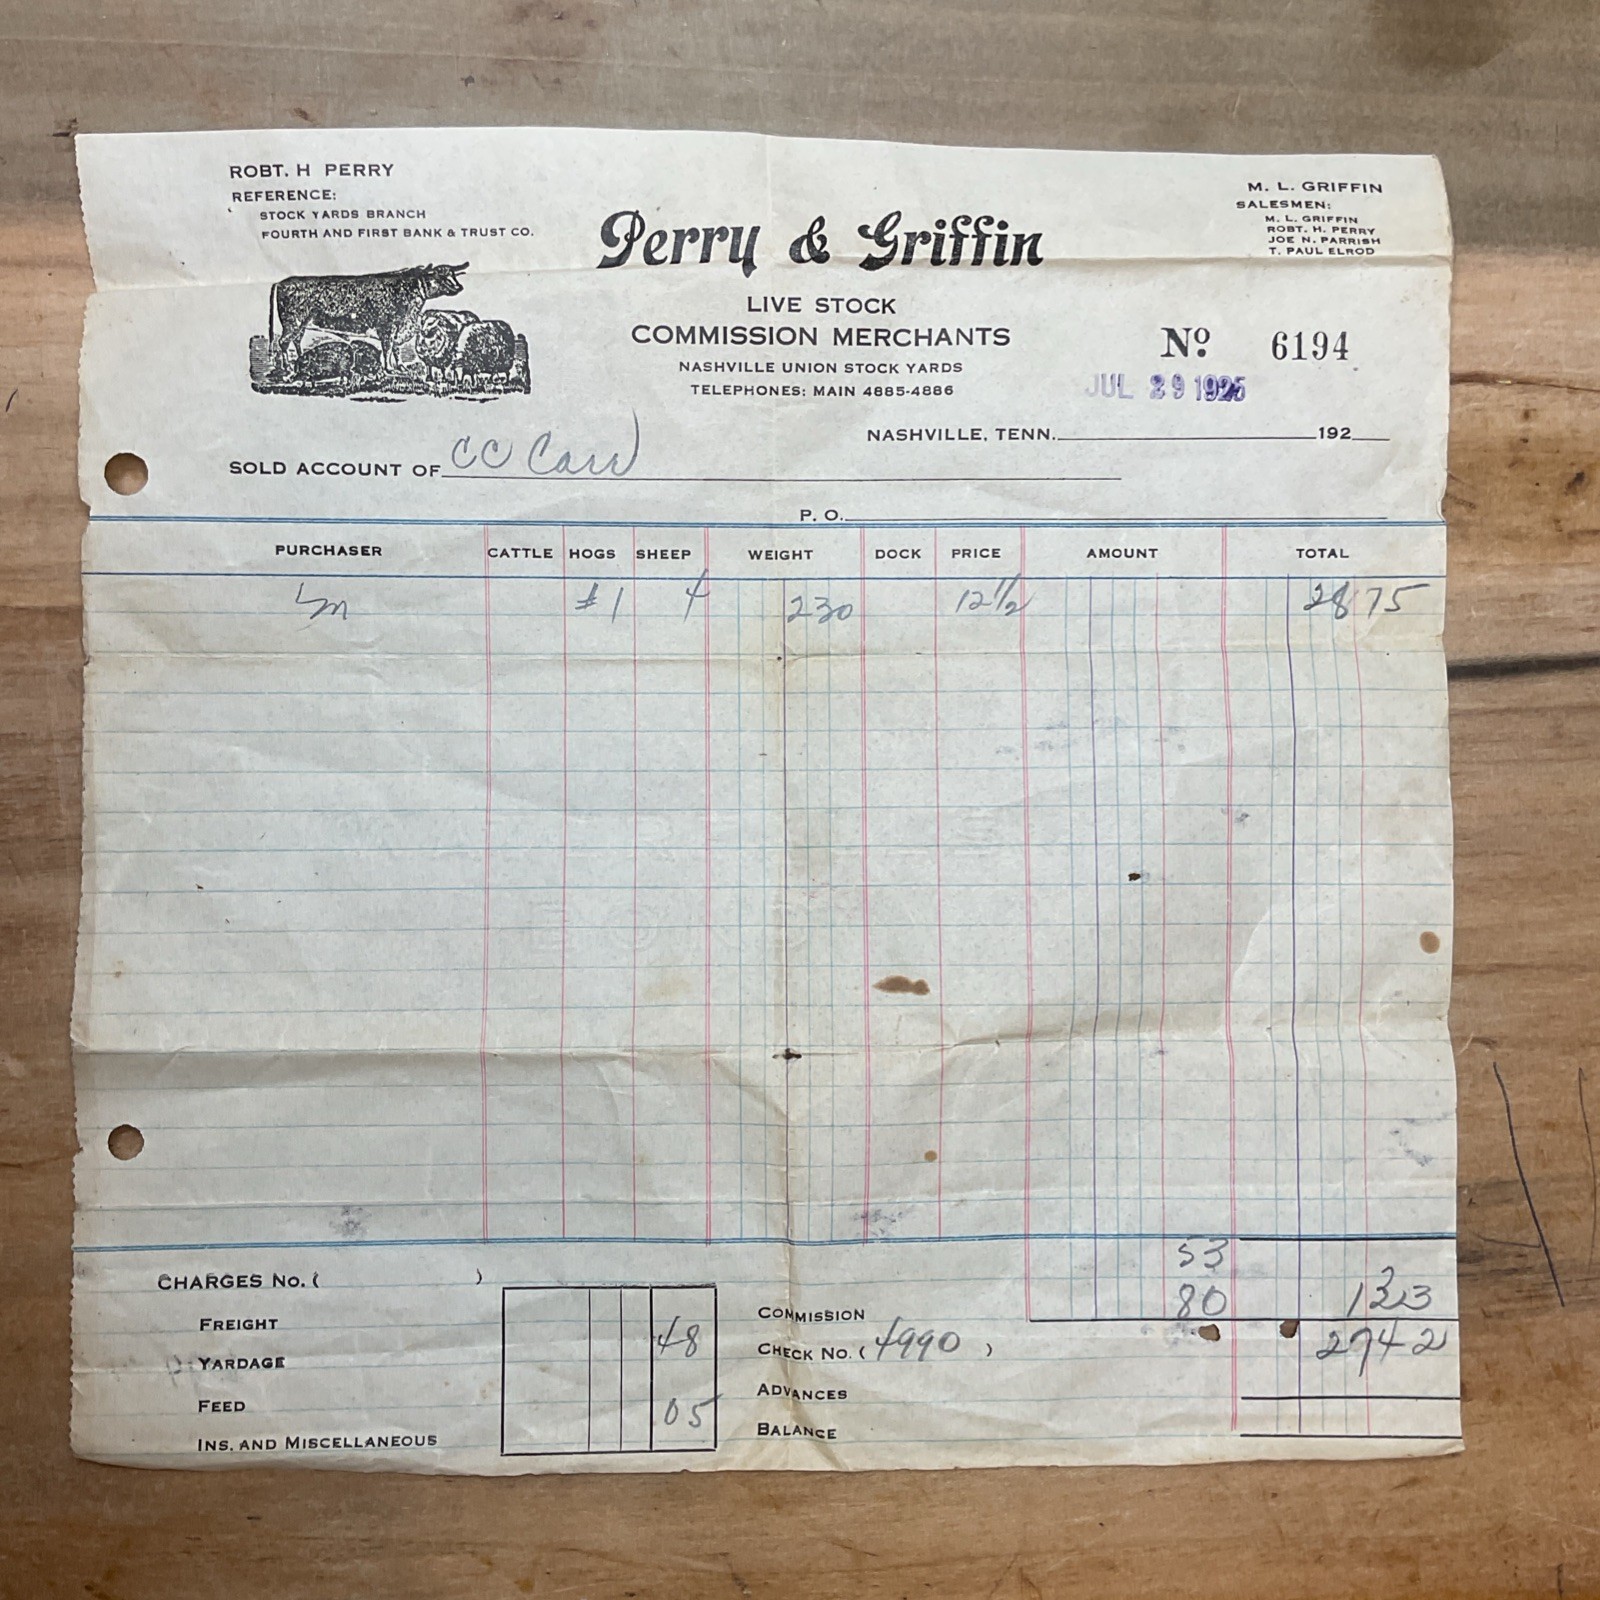 ROBT. H PERRY
REFERENCE:
STOCK YARDS BRANCH
FOURTH AND FIRST BANK & TRUST CO.
M. L. GRIFFIN
SALESMEN:
M. L. GRIFFIN
ROBT. H. PERRY
JOE N. PARRISH
T. PAUL ELROD
Perry & Griffin
LIVE STOCK
COMMISSION MERCHANTS
NASHVILLE UNION STOCK YARDS
TELEPHONES: MAIN 4885-4886
No. 6194
JUL 29 1925
NASHVILLE, TENN. 192
SOLD ACCOUNT OF CC Carr
P. O.
PURCHASER CATTLE HOGS SHEEP WEIGHT DOCK PRICE AMOUNT TOTAL
#1 4 230 12 1/2 28 75
53
CHARGES NO. ( )
COMMISSION 80 1 33
FREIGHT
CHECK NO. ( 4990 ) 27 42
YARDAGE 48
ADVANCES
FEED 05
BALANCE
INS. AND MISCELLANEOUS
BOND